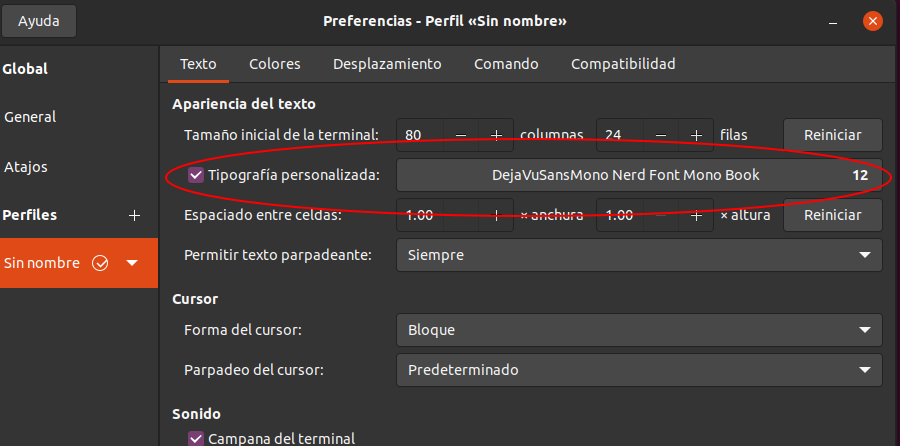 Ayuda
Preferencias - Perfil «Sin nombre»
Global
General
Atajos
Perfiles
Sin nombre
Texto Colores Desplazamiento Comando Compatibilidad
Apariencia del texto
Tamaño inicial de la terminal: 80 − + columnas 24 − + filas Reiniciar
Tipografía personalizada: DejaVuSansMono Nerd Font Mono Book 12
Espaciado entre celdas: 1.00 − + × anchura 1.00 − + × altura Reiniciar
Permitir texto parpadeante: Siempre
Cursor
Forma del cursor: Bloque
Parpadeo del cursor: Predeterminado
Sonido
Campana del terminal